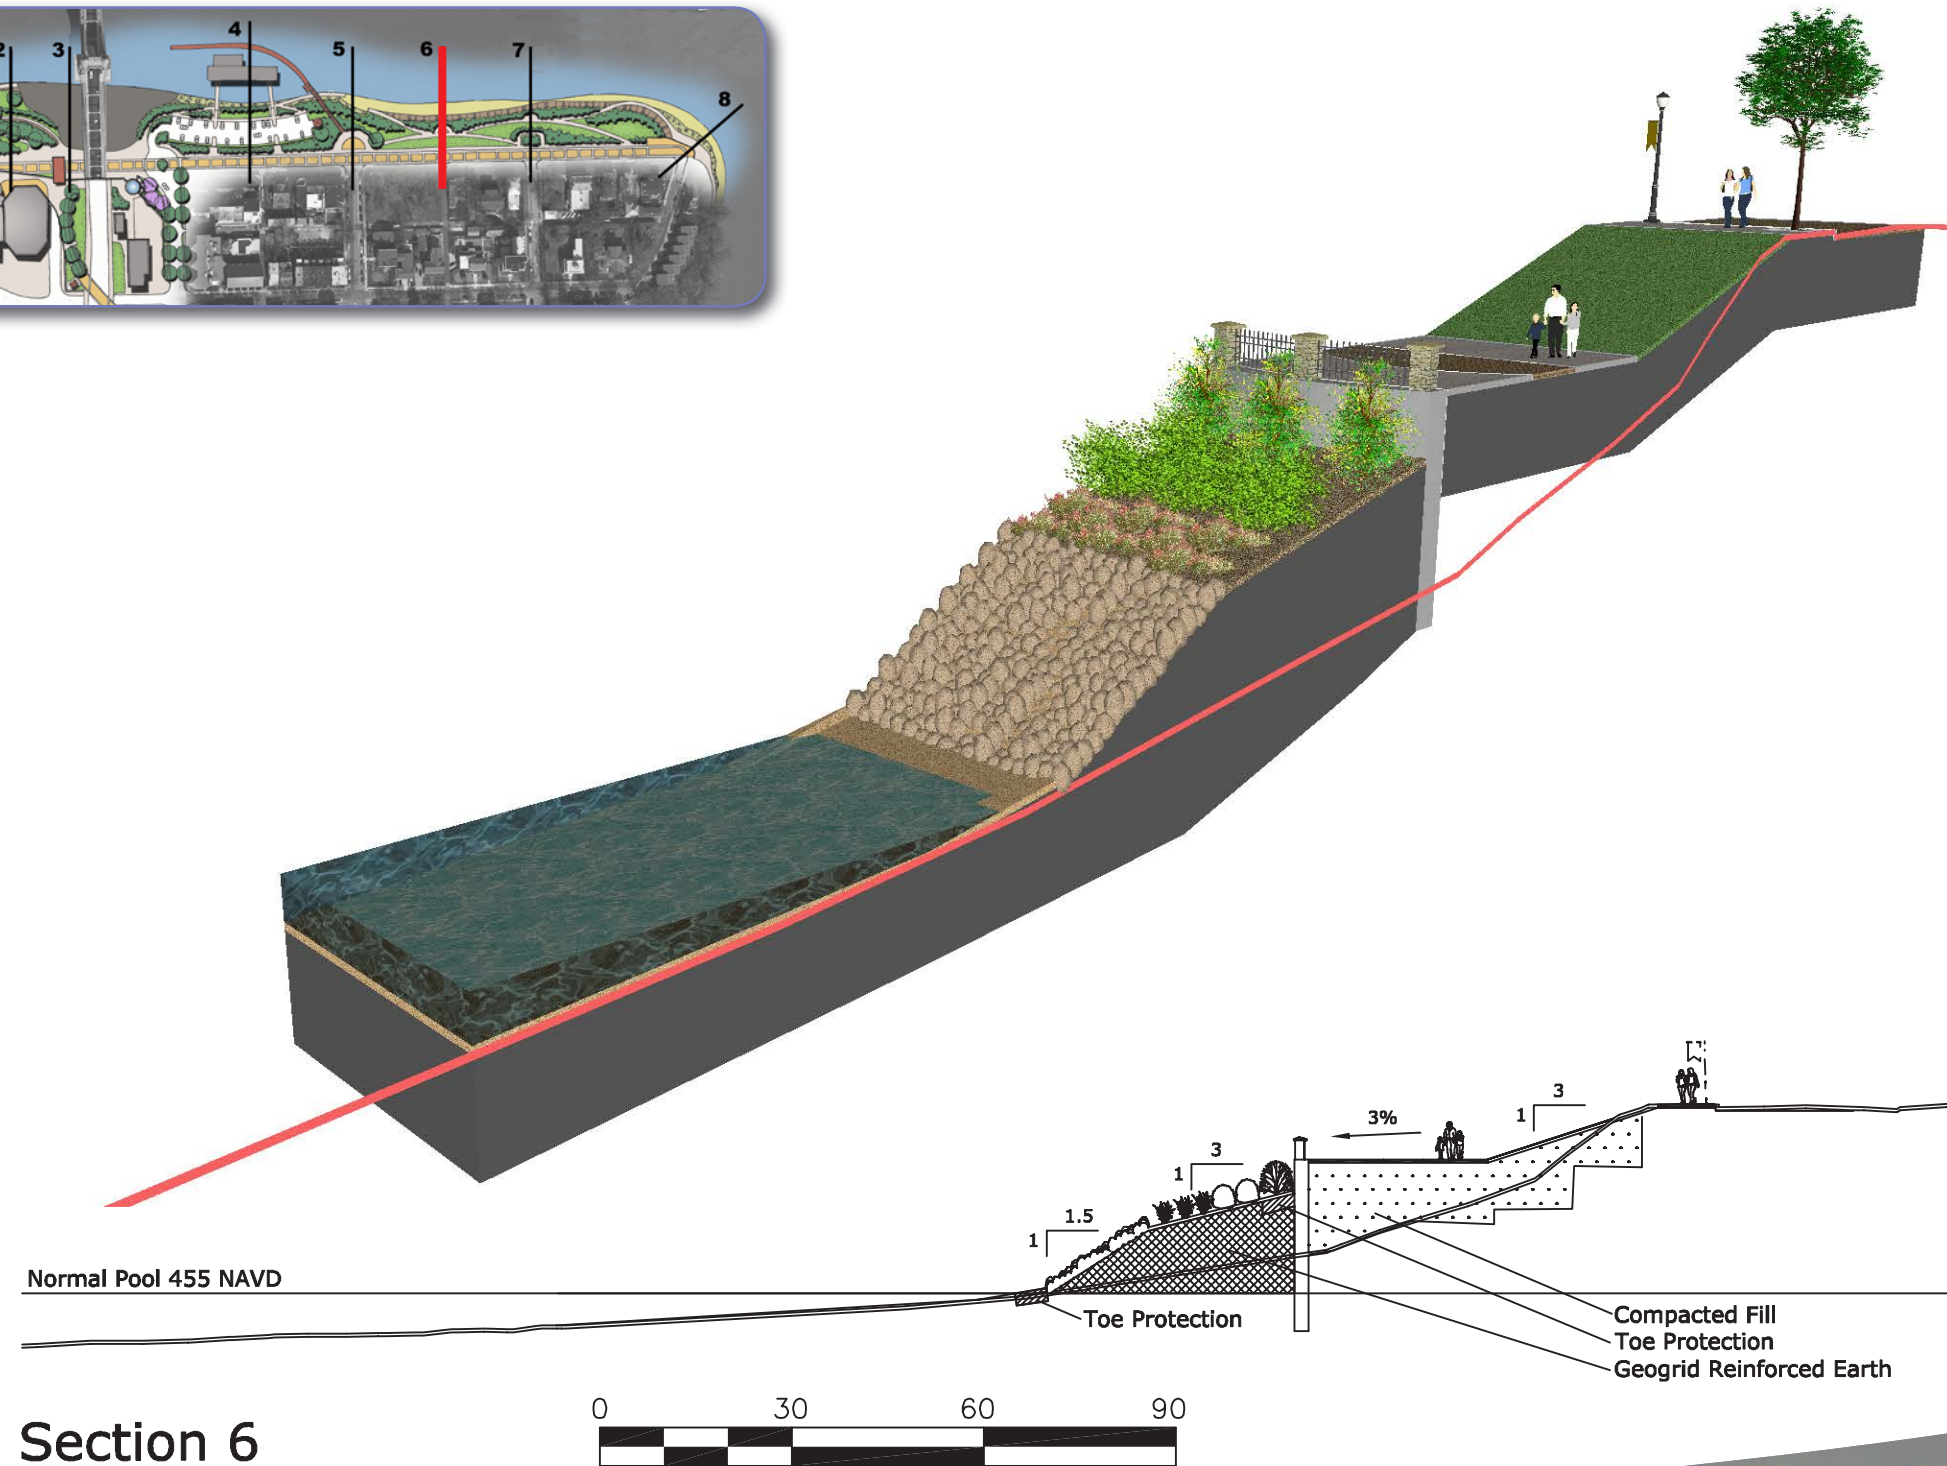 2
3
4
5
6
7
8
3
1
3%
3
1
1.5
1
Normal Pool 455 NAVD
Toe Protection
Compacted Fill
Toe Protection
Geogrid Reinforced Earth
Section 6
0 30 60 90